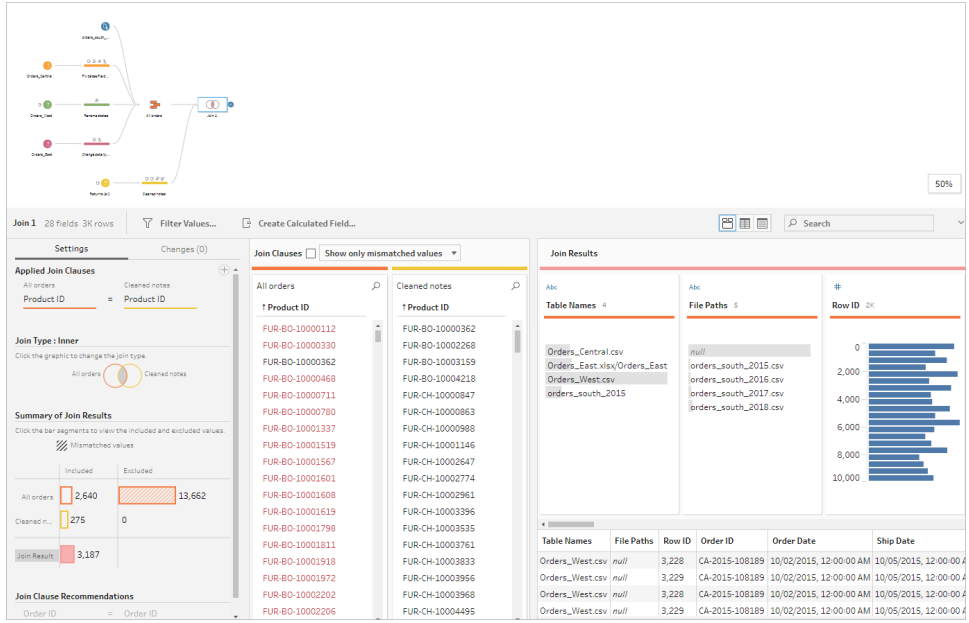 orders_south_...
Orders_Central
Fix dates/field ...
Orders_West
Rename states
All orders
Join 1
Orders_East
Change data ty...
Returns (all)
Cleaned notes
50%
Join 1 28 fields 3K rows Filter Values... Create Calculated Field... Search
Settings Changes (0)
Applied Join Clauses
All orders Cleaned notes
Product ID = Product ID
Join Type : Inner
Click the graphic to change the join type.
All orders Cleaned notes
Summary of Join Results
Click the bar segments to view the included and excluded values.
Mismatched values
Included Excluded
All orders 2,640 13,662
Cleaned n... 275 0
Join Result 3,187
Join Clause Recommendations
Order ID = Order ID
Join Clauses Show only mismatched values
All orders
Product ID
FUR-BO-10000112
FUR-BO-10000330
FUR-BO-10000362
FUR-BO-10000468
FUR-BO-10000711
FUR-BO-10000780
FUR-BO-10001337
FUR-BO-10001519
FUR-BO-10001567
FUR-BO-10001601
FUR-BO-10001608
FUR-BO-10001619
FUR-BO-10001798
FUR-BO-10001811
FUR-BO-10001918
FUR-BO-10001972
FUR-BO-10002202
FUR-BO-10002206
Cleaned notes
Product ID
FUR-BO-10000362
FUR-BO-10002268
FUR-BO-10003159
FUR-BO-10004218
FUR-CH-10000847
FUR-CH-10000863
FUR-CH-10000988
FUR-CH-10001146
FUR-CH-10002647
FUR-CH-10002774
FUR-CH-10002961
FUR-CH-10003396
FUR-CH-10003535
FUR-CH-10003761
FUR-CH-10003833
FUR-CH-10003956
FUR-CH-10003968
FUR-CH-10004495
Join Results
Abc
Table Names 4
Orders_Central.csv
Orders_East.xlsx/Orders_East
Orders_West.csv
orders_south_2015
Abc
File Paths 5
null
orders_south_2015.csv
orders_south_2016.csv
orders_south_2017.csv
orders_south_2018.csv
#
Row ID 2K
0
2,000
4,000
6,000
8,000
10,000
Table Names File Paths Row ID Order ID Order Date Ship Date
Orders_West.csv null 3,228 CA-2015-108189 10/02/2015, 12:00:00 AM 10/05/2015, 12:00:00 A
Orders_West.csv null 3,229 CA-2015-108189 10/02/2015, 12:00:00 AM 10/05/2015, 12:00:00 A
Orders_West.csv null 3,228 CA-2015-108189 10/02/2015, 12:00:00 AM 10/05/2015, 12:00:00 A
Orders_West.csv null 3,229 CA-2015-108189 10/02/2015, 12:00:00 AM 10/05/2015, 12:00:00 A